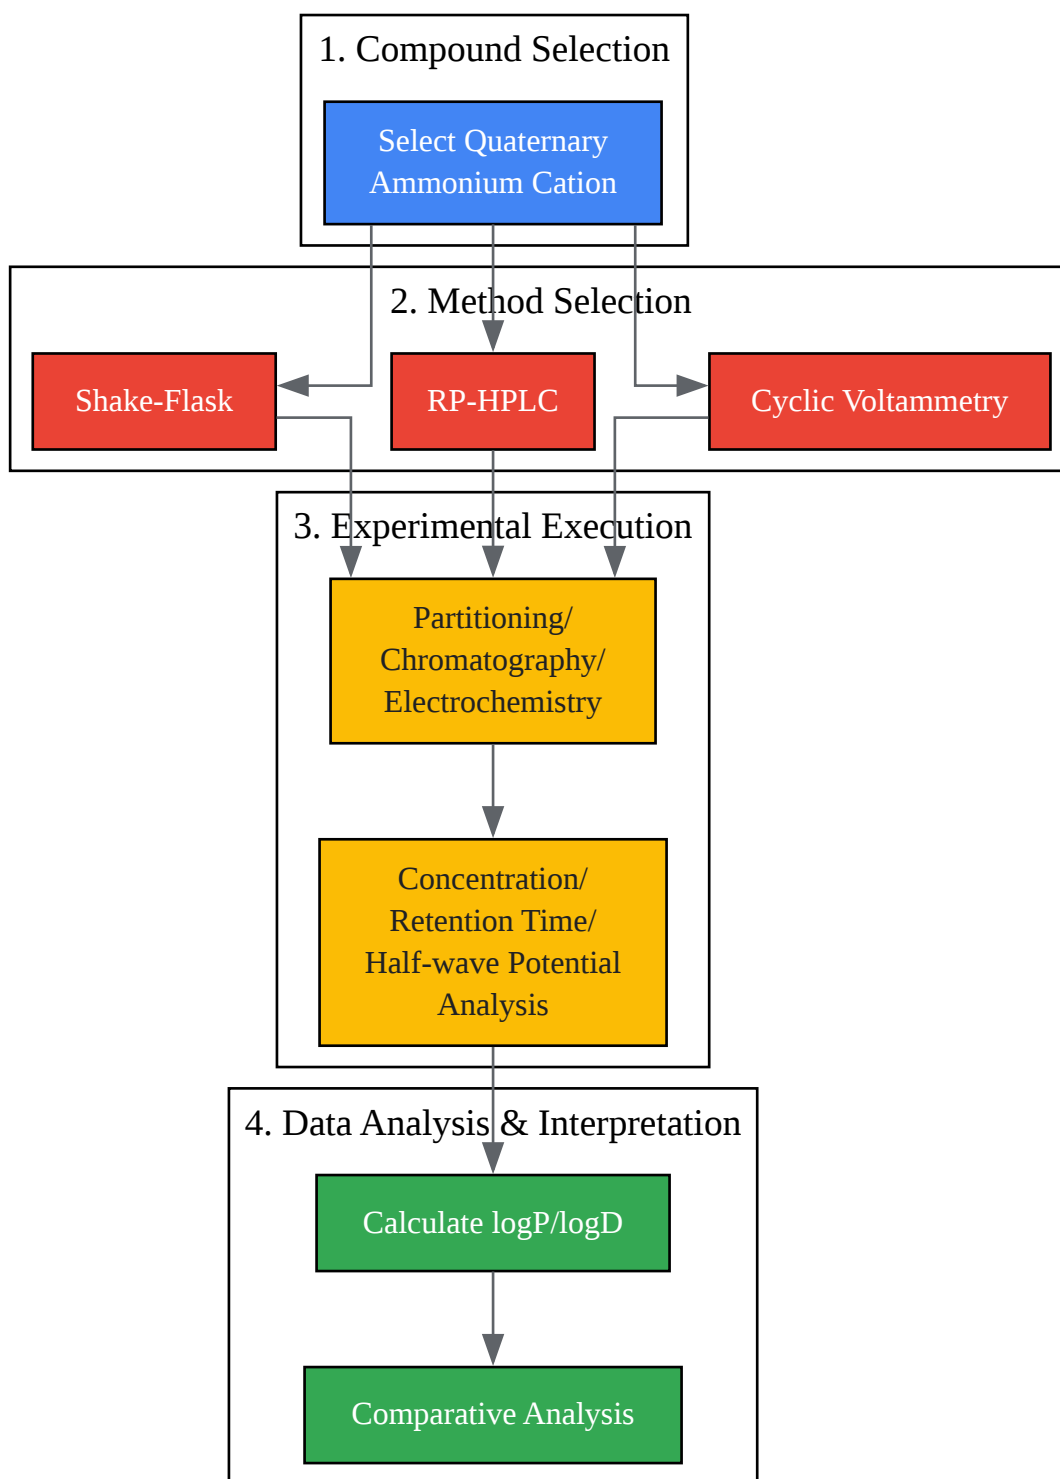 1. Compound Selection
Select Quaternary
Ammonium Cation
2. Method Selection
Shake-Flask
RP-HPLC
Cyclic Voltammetry
3. Experimental Execution
Partitioning/
Chromatography/
Electrochemistry
Concentration/
Retention Time/
Half-wave Potential
Analysis
4. Data Analysis & Interpretation
Calculate logP/logD
Comparative Analysis